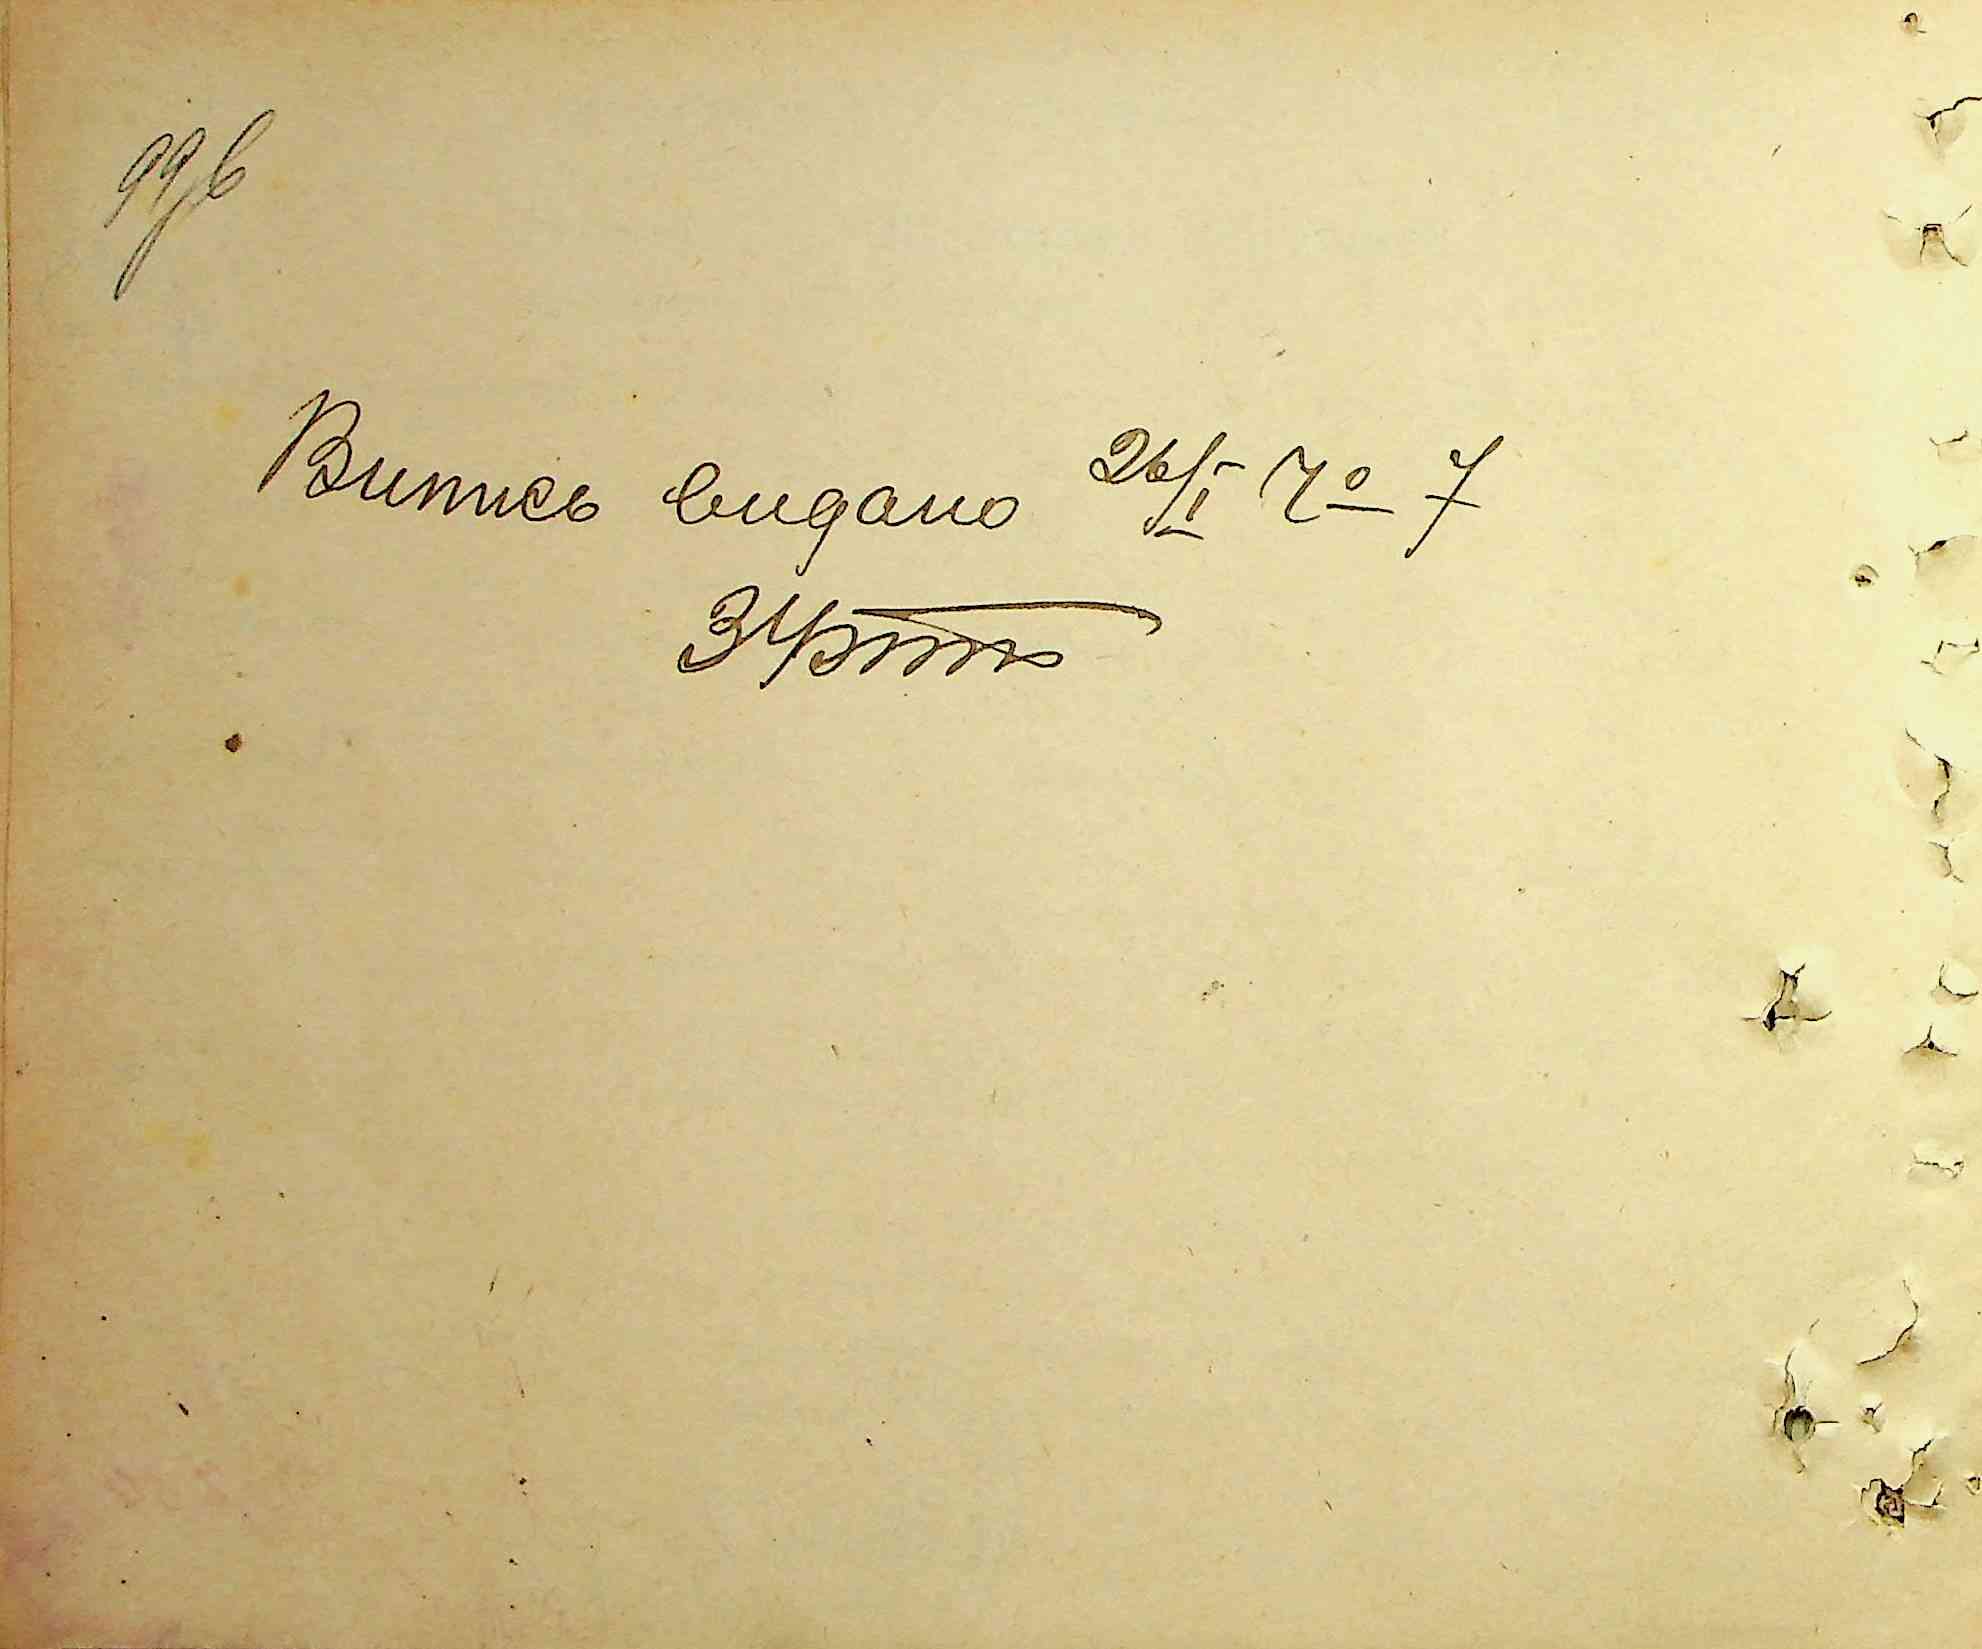 99в
Випись видано 26/I № 7